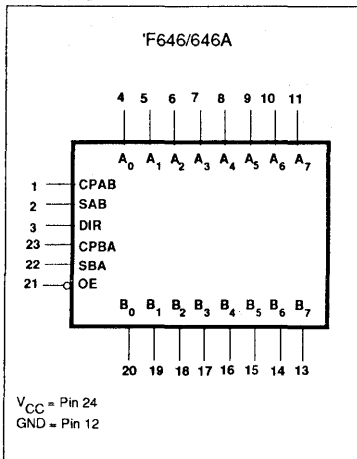 'F646/646A
4 5 6 7 8 9 10 11
A0 A1 A2 A3 A4 A5 A6 A7
1 CPAB
2 SAB
3 DIR
23 CPBA
22 SBA
21 OE
B0 B1 B2 B3 B4 B5 B6 B7
20 19 18 17 16 15 14 13
VCC = Pin 24
GND = Pin 12